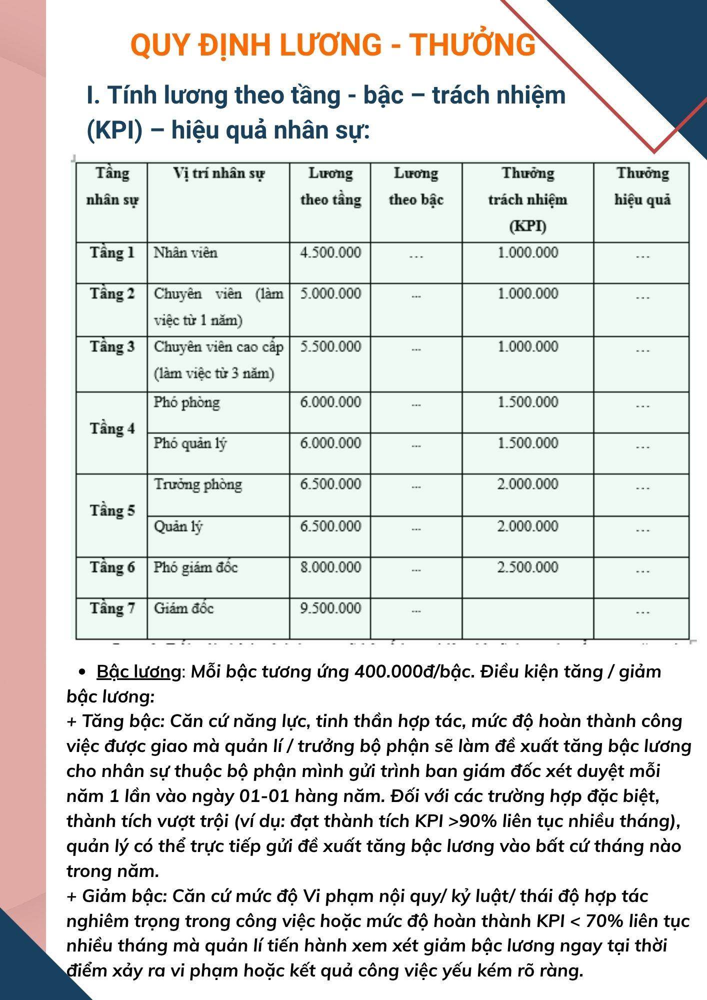 QUY ĐỊNH LƯƠNG - THƯỞNG
I. Tính lương theo tầng - bậc – trách nhiệm
(KPI) – hiệu quả nhân sự:
Tầng nhân sự | Vị trí nhân sự | Lương theo tầng | Lương theo bậc | Thưởng trách nhiệm (KPI) | Thưởng hiệu quả
Tầng 1 | Nhân viên | 4.500.000 | … | 1.000.000 | …
Tầng 2 | Chuyên viên (làm việc từ 1 năm) | 5.000.000 | ... | 1.000.000 | …
Tầng 3 | Chuyên viên cao cấp (làm việc từ 3 năm) | 5.500.000 | ... | 1.000.000 | …
Tầng 4 | Phó phòng | 6.000.000 | ... | 1.500.000 | …
Phó quản lý | 6.000.000 | ... | 1.500.000 | …
Tầng 5 | Trưởng phòng | 6.500.000 | ... | 2.000.000 | …
Quản lý | 6.500.000 | ... | 2.000.000 | …
Tầng 6 | Phó giám đốc | 8.000.000 | ... | 2.500.000 | …
Tầng 7 | Giám đốc | 9.500.000 | ... | | …
• Bậc lương: Mỗi bậc tương ứng 400.000đ/bậc. Điều kiện tăng / giảm
bậc lương:
+ Tăng bậc: Căn cứ năng lực, tinh thần hợp tác, mức độ hoàn thành công
việc được giao mà quản lí / trưởng bộ phận sẽ làm đề xuất tăng bậc lương
cho nhân sự thuộc bộ phận mình gửi trình ban giám đốc xét duyệt mỗi
năm 1 lần vào ngày 01-01 hàng năm. Đối với các trường hợp đặc biệt,
thành tích vượt trội (ví dụ: đạt thành tích KPI >90% liên tục nhiều tháng),
quản lý có thể trực tiếp gửi đề xuất tăng bậc lương vào bất cứ tháng nào
trong năm.
+ Giảm bậc: Căn cứ mức độ Vi phạm nội quy/ kỷ luật/ thái độ hợp tác
nghiêm trọng trong công việc hoặc mức độ hoàn thành KPI < 70% liên tục
nhiều tháng mà quản lí tiến hành xem xét giảm bậc lương ngay tại thời
điểm xảy ra vi phạm hoặc kết quả công việc yếu kém rõ ràng.